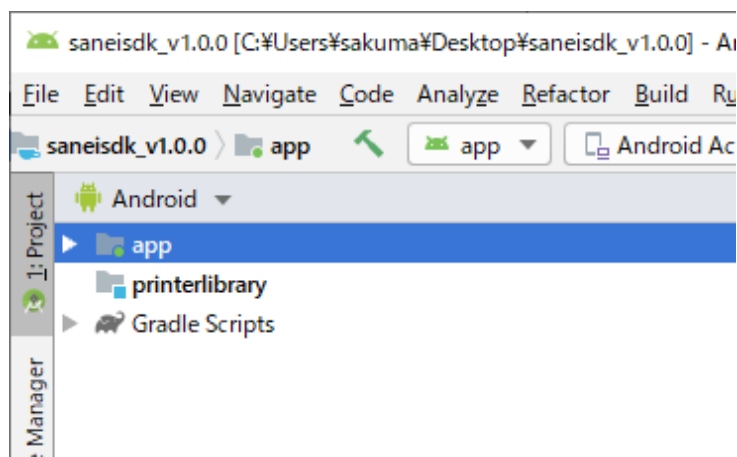 saneisdk_v1.0.0 [C:¥Users¥sakuma¥Desktop¥saneisdk_v1.0.0] - 
File Edit View Navigate Code Analyze Refactor Build
saneisdk_v1.0.0 app app Android
Android
app
printerlibrary
Gradle Scripts
1: Project
Manager